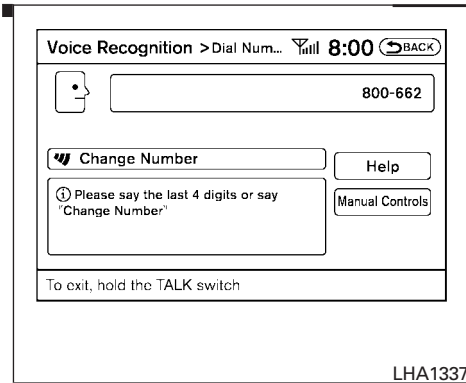 Voice Recognition > Dial Num... 8:00 BACK
800-662
Change Number
Help
Please say the last 4 digits or say
"Change Number"
Manual Controls
To exit, hold the TALK switch
LHA1337